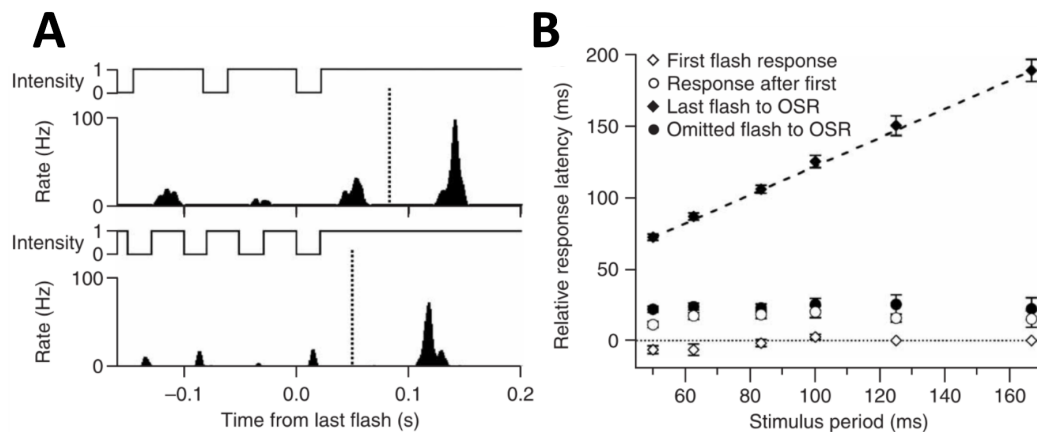 A
Intensity
1
0
Rate (Hz)
100
0
Intensity
1
0
Rate (Hz)
100
0
−0.1 0.0 0.1 0.2
Time from last flash (s)
B
Relative response latency (ms)
200
150
100
50
0
First flash response
Response after first
Last flash to OSR
Omitted flash to OSR
60 80 100 120 140 160
Stimulus period (ms)